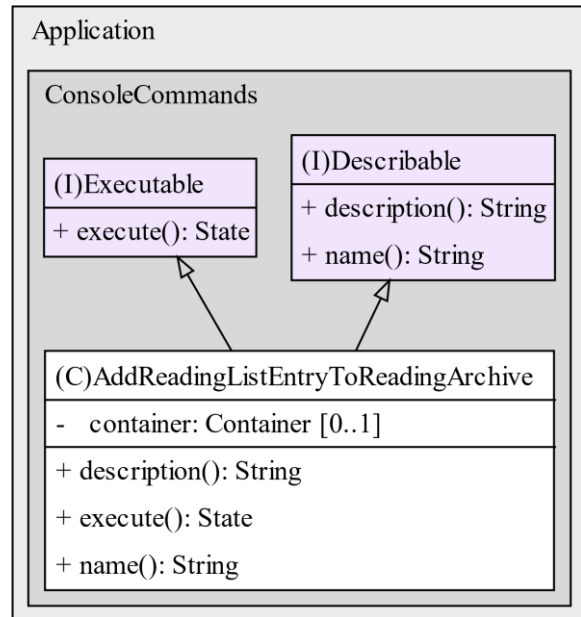 Application
ConsoleCommands
(I)Executable
+ execute(): State
(I)Describable
+ description(): String
+ name(): String
(C)AddReadingListEntryToReadingArchive
- container: Container [0..1]
+ description(): String
+ execute(): State
+ name(): String